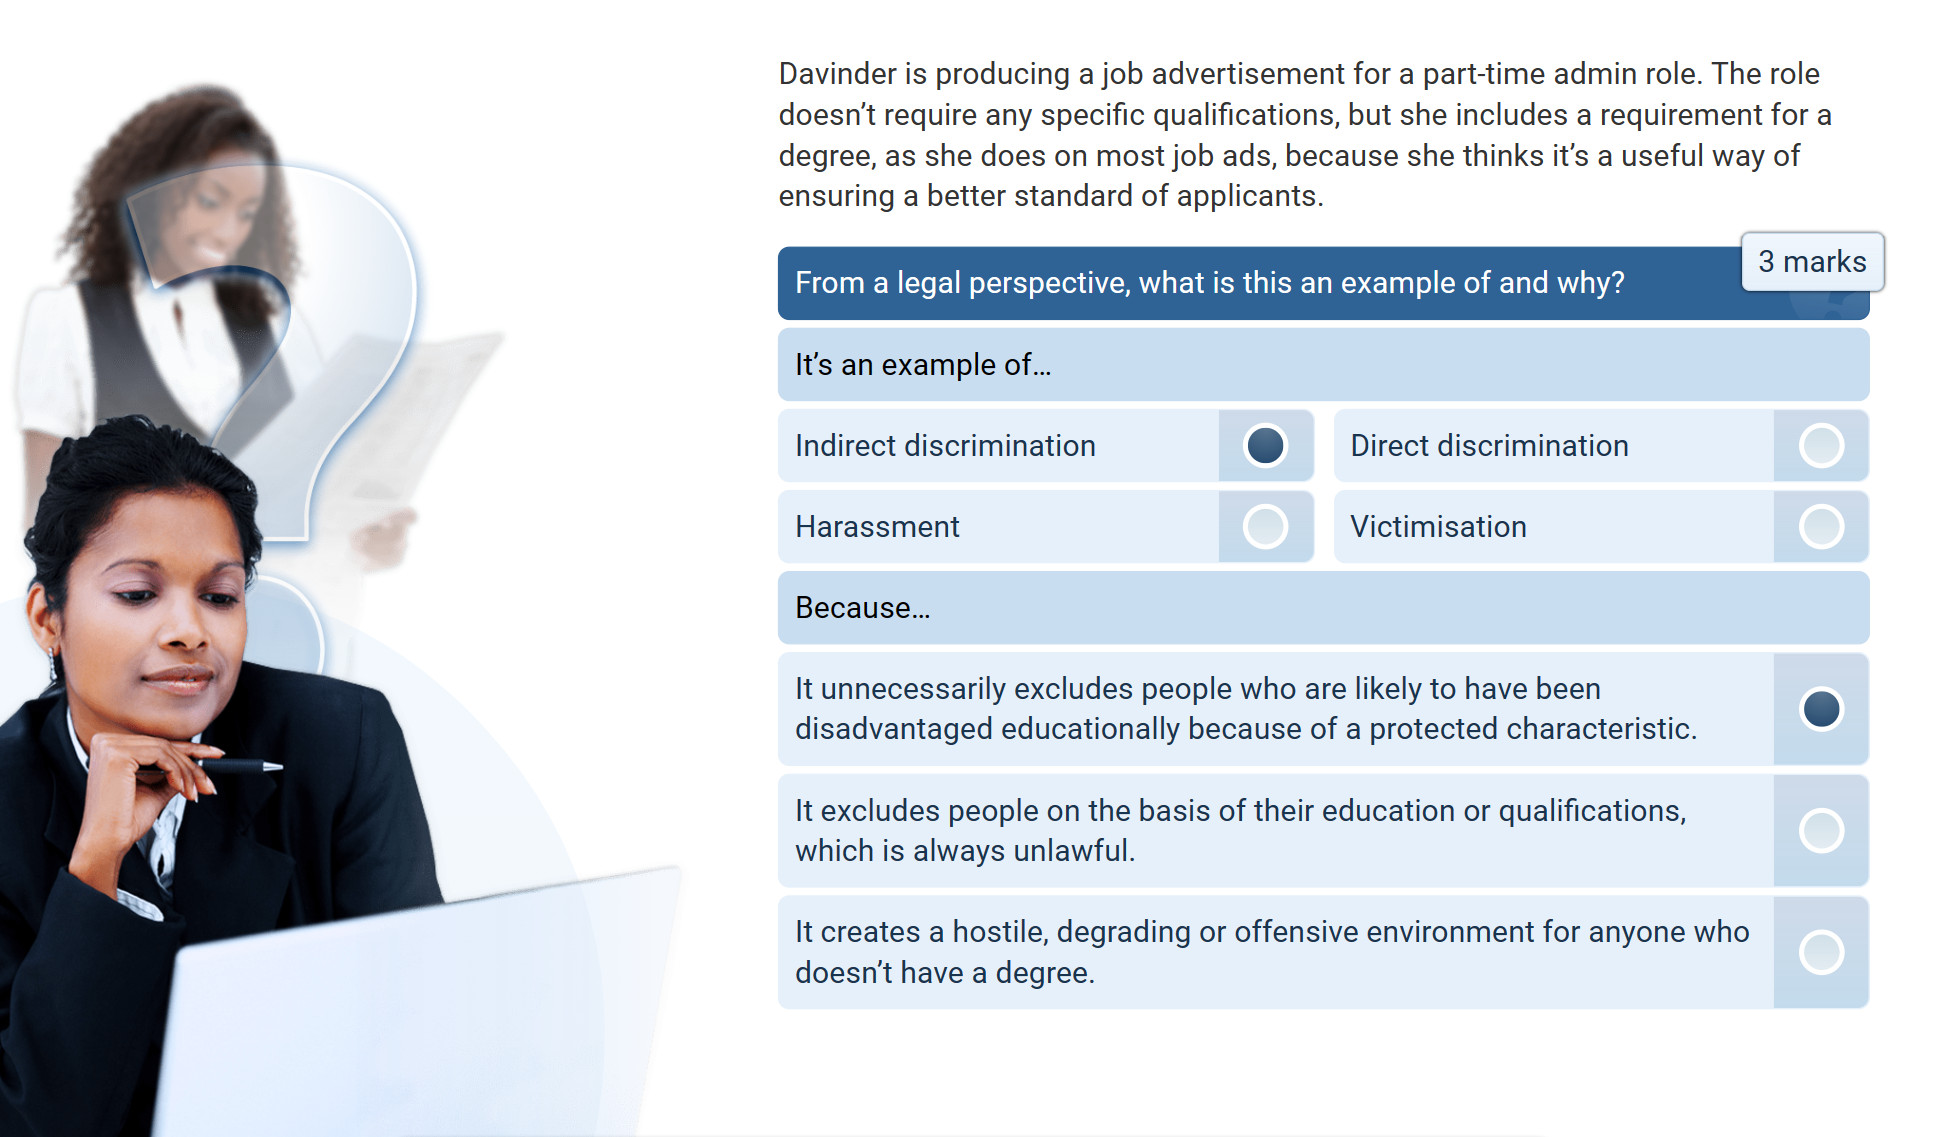 Davinder is producing a job advertisement for a part-time admin role. The role
doesn’t require any specific qualifications, but she includes a requirement for a
degree, as she does on most job ads, because she thinks it’s a useful way of
ensuring a better standard of applicants.
3 marks
From a legal perspective, what is this an example of and why?
It’s an example of…
Indirect discrimination
Direct discrimination
Harassment
Victimisation
Because…
It unnecessarily excludes people who are likely to have been
disadvantaged educationally because of a protected characteristic.
It excludes people on the basis of their education or qualifications,
which is always unlawful.
It creates a hostile, degrading or offensive environment for anyone who
doesn’t have a degree.